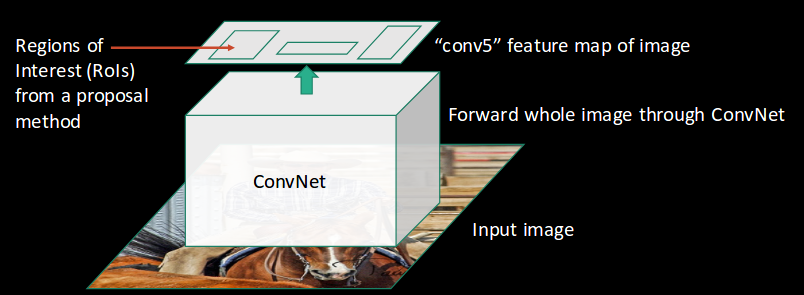 Regions of
Interest (RoIs)
from a proposal
method
“conv5” feature map of image
Forward whole image through ConvNet
ConvNet
Input image